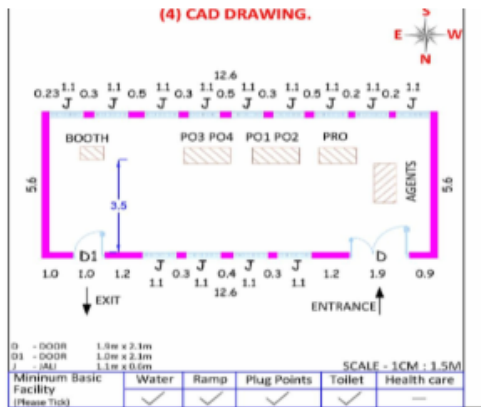 (4) CAD DRAWING.
S
E W
N
12.6
0.23 1.1 0.3 1.1 0.5 1.1 0.3 1.1 0.5 1.1 0.3 1.1 0.2 1.1 0.2 1.1
J J J J J J J J
BOOTH PO3 PO4 PO1 PO2 PRO
AGENTS
5.6 5.6
3.5
D1 D
1.0 1.0 1.2 J 0.3 J 0.4 J 0.3 J 1.2 1.9 0.9
1.1 1.1 1.1 1.1
12.6
EXIT ENTRANCE
D - DOOR 1.9m x 2.1m
D1 - DOOR 1.0m x 2.1m
J - JALI 1.1m x 0.6m
SCALE - 1CM : 1.5M
Mininum Basic Facility (Please Tick) Water Ramp Plug Points Toilet Health care
✓ ✓ ✓ ✓ —